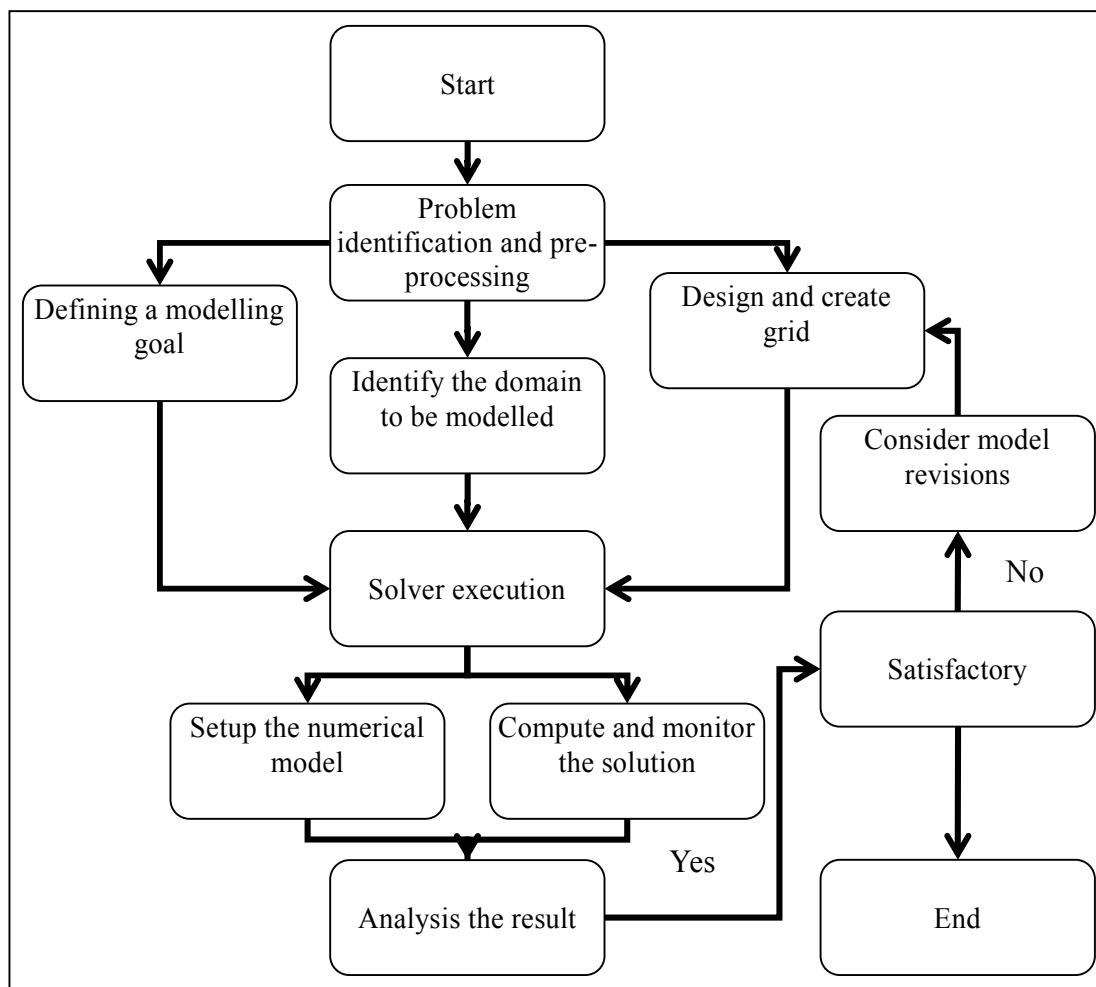 Start
Problem
identification and pre-
processing
Defining a modelling
goal
Identify the domain
to be modelled
Design and create
grid
Consider model
revisions
Solver execution
No
Satisfactory
Setup the numerical
model
Compute and monitor
the solution
Yes
Analysis the result
End